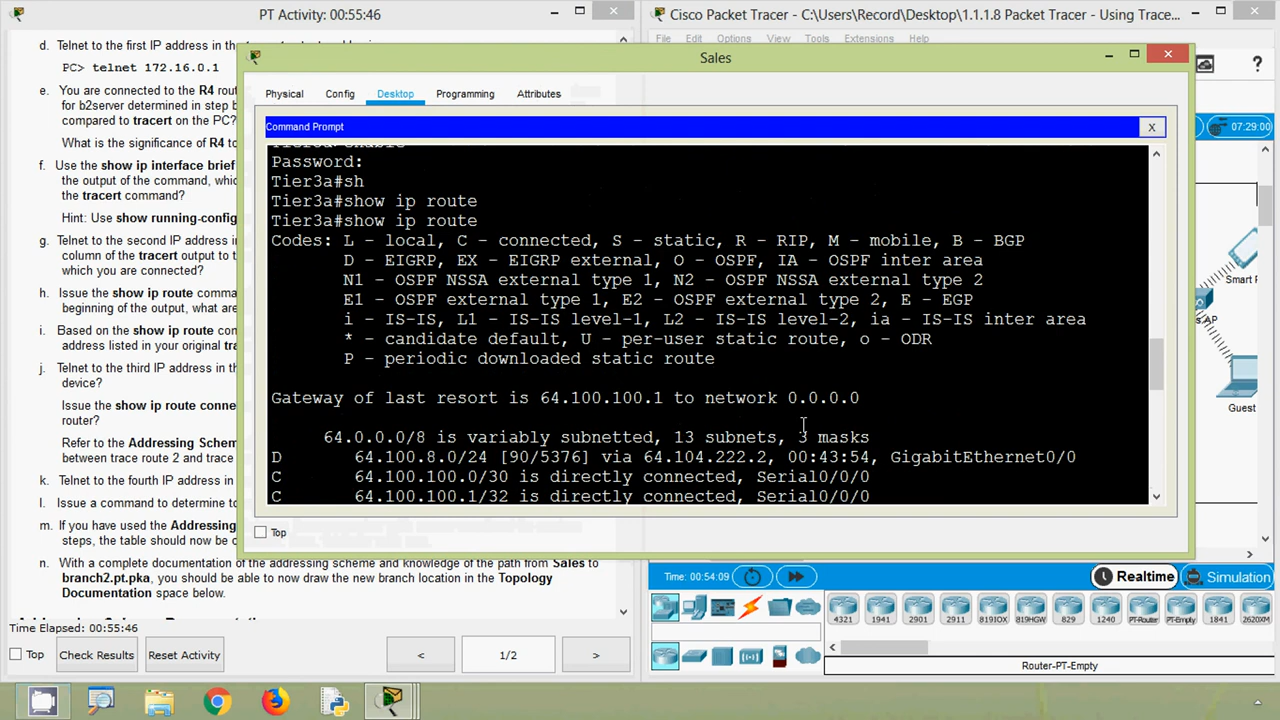 PT Activity: 00:55:46
d. Telnet to the first IP address in the
PC> telnet 172.16.0.1
e. You are connected to the R4 rout
for b2server determined in step b
compared to tracert on the PC?
What is the significance of R4 to
f. Use the show ip interface brief
the output of the command, whic
the tracert command?
Hint: Use show running-config
g. Telnet to the second IP address in
column of the tracert output to t
which you are connected?
h. Issue the show ip route comma
beginning of the output, what are
i. Based on the show ip route con
address listed in your original tra
j. Telnet to the third IP address in th
device?
Issue the show ip route conne
router?
Refer to the Addressing S
between trace route 2 and trace
k. Telnet to the fourth IP address in
l. Issue a command to determine t
m. If you have used the Addressing
steps, the table should now be c
n. With a complete documentation of the addressing scheme and knowledge of the path from Sales to
branch2.pt.pka, you should be able to now draw the new branch location in the Topology
Documentation space below.
Time Elapsed: 00:55:46
Top
Check Results
Reset Activity
<
1/2
>
Cisco Packet Tracer - C:\Users\Record\Desktop\1.1.1.8 Packet Tracer - Using Trace...
File Edit Options View Tools Extensions Help
Sales
Physical Config Desktop Programming Attributes
Command Prompt
X
Tier3a>enable
Password:
Tier3a#sh
Tier3a#show ip route
Tier3a#show ip route
Codes: L - local, C - connected, S - static, R - RIP, M - mobile, B - BGP
D - EIGRP, EX - EIGRP external, O - OSPF, IA - OSPF inter area
N1 - OSPF NSSA external type 1, N2 - OSPF NSSA external type 2
E1 - OSPF external type 1, E2 - OSPF external type 2, E - EGP
i - IS-IS, L1 - IS-IS level-1, L2 - IS-IS level-2, ia - IS-IS inter area
* - candidate default, U - per-user static route, o - ODR
P - periodic downloaded static route
Gateway of last resort is 64.100.100.1 to network 0.0.0.0
64.0.0.0/8 is variably subnetted, 13 subnets, 3 masks
D 64.100.8.0/24 [90/5376] via 64.104.222.2, 00:43:54, GigabitEthernet0/0
C 64.100.100.0/30 is directly connected, Serial0/0/0
C 64.100.100.1/32 is directly connected, Serial0/0/0
Top
07:29:00
Smart P
s AP
Guest
Time: 00:54:09
Realtime
Simulation
4321 1941 2901 2911 819IOX 819HGW 829 1240 PT-Router PT-Empty 1841 2620XM
Router-PT-Empty